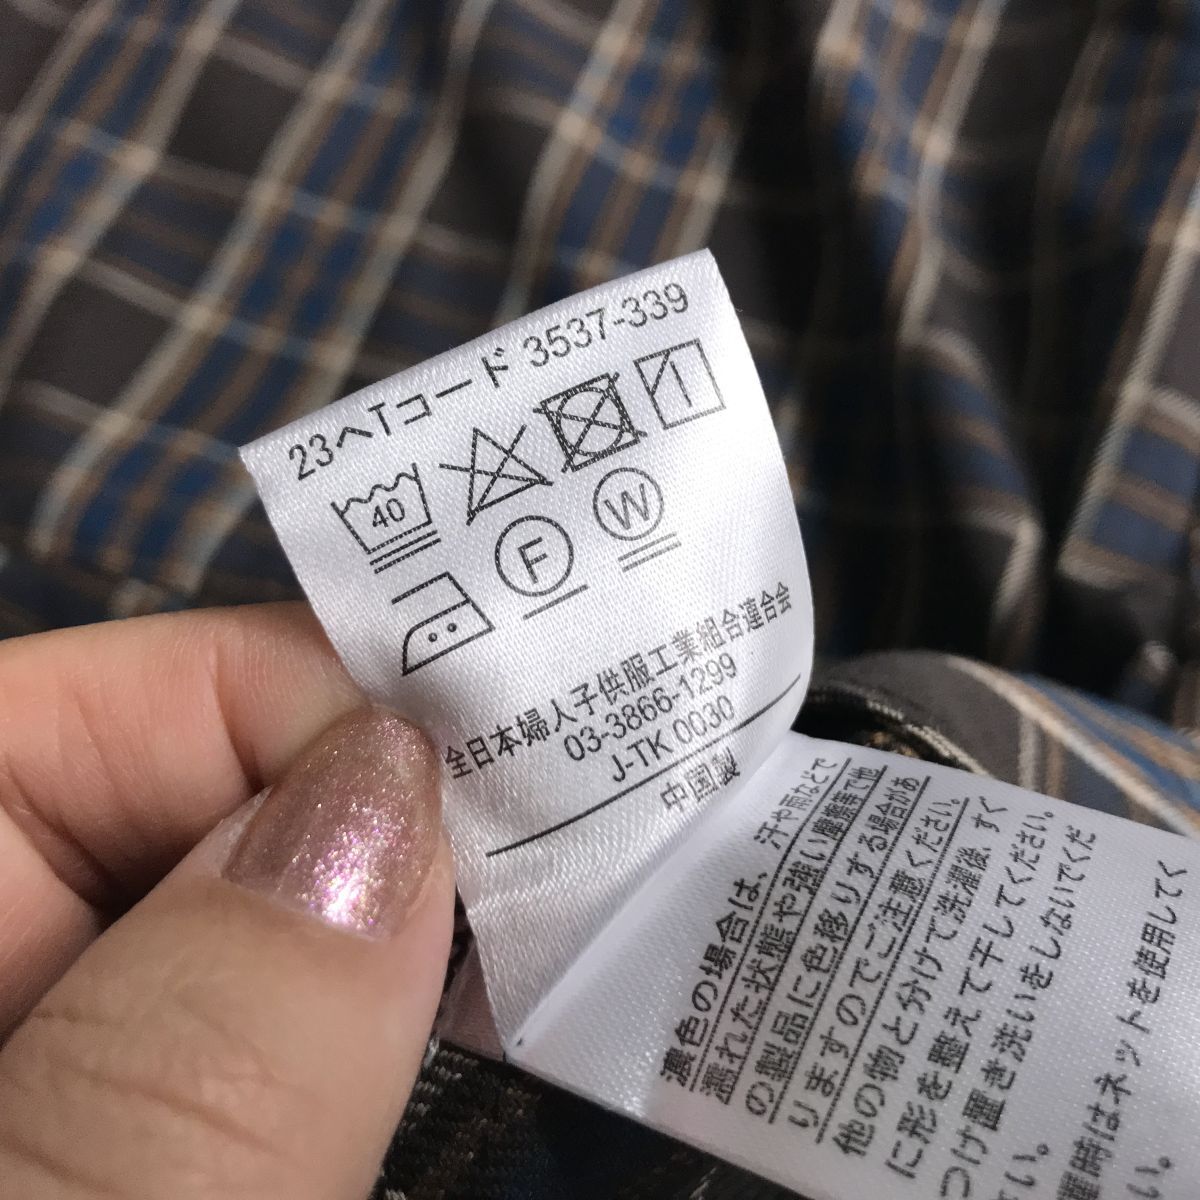 23ヘTコード 3537-339
40
F
W
全日本婦人子供服工業組合連合会
03-3866-1299
J-TK 0030
中国製
濃色の場合は、汗や雨などで
濡れた状態や強い摩擦等で他
の製品に色移りする場合があ
りますのでご注意ください。
他の物と分けて洗濯後、すぐ
に形を整えて干してください。
つけ置き洗いをしないでくだ
さい。
濯時はネットを使用してく
い。